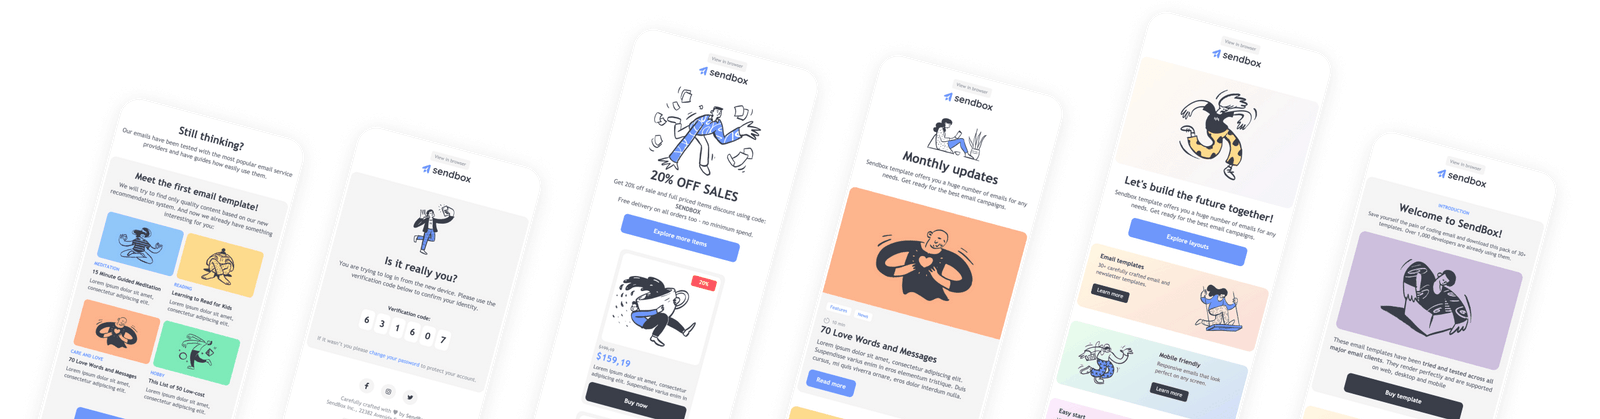 Still thinking?
Our emails have been tested with the most popular email service
providers and have guides how easily use them.
Meet the first email template!
We will try to find only quality content based on our new
recommendation system. And now we already have something
interesting for you:
MEDITATION
15 Minute Guided Meditation
Lorem ipsum dolor sit amet,
consectetur adipiscing elit.
READING
Learning to Read for Kids
Lorem ipsum dolor sit amet,
consectetur adipiscing elit.
CARE AND LOVE
70 Love Words and Messages
Lorem ipsum dolor sit amet,
consectetur adipiscing elit.
HOBBY
This List of 50 Low-cost
Lorem ipsum dolor sit amet,
consectetur adipiscing elit.
View in browser
sendbox
Is it really you?
You are trying to log in from the new device. Please use the
verification code below to confirm your identity.
Verification code:
6 3 1 6 0 7
If it wasn't you please change your password to protect your account.
Carefully crafted with by
SendBox Inc., 22382
View in browser
sendbox
20% OFF SALES
Get 20% off sale and full priced items discount using code:
SENDBOX
Free delivery on all orders too - no minimum spend.
Explore more items
20%
$159,19
Lorem ipsum dolor sit amet, consectetur
adipiscing elit. Suspendisse varius enim in
Buy now
View in browser
sendbox
Monthly updates
Sendbox template offers you a huge number of emails for any
needs. Get ready for the best email campaigns.
Features
News
10 min
70 Love Words and Messages
Lorem ipsum dolor sit amet, consectetur adipiscing elit.
Suspendisse varius enim in eros elementum tristique. Duis
cursus, mi quis viverra ornare, eros dolor interdum nulla.
Read more
View in browser
sendbox
Let's build the future together!
Sendbox template offers you a huge number of emails for any
needs. Get ready for the best email campaigns.
Explore layouts
Email templates
30+ carefully crafted email and
newsletter templates.
Learn more
Mobile friendly
Responsive emails that look
perfect on any screen.
Learn more
Easy start
View in browser
sendbox
INTRODUCTION
Welcome to SendBox!
Save yourself the pain of coding email and download this pack of 30+
templates. Over 1,000 developers are already using them.
These email templates have been tried and tested across all
major email clients. They render perfectly and are supported
on web, desktop and mobile
Buy template